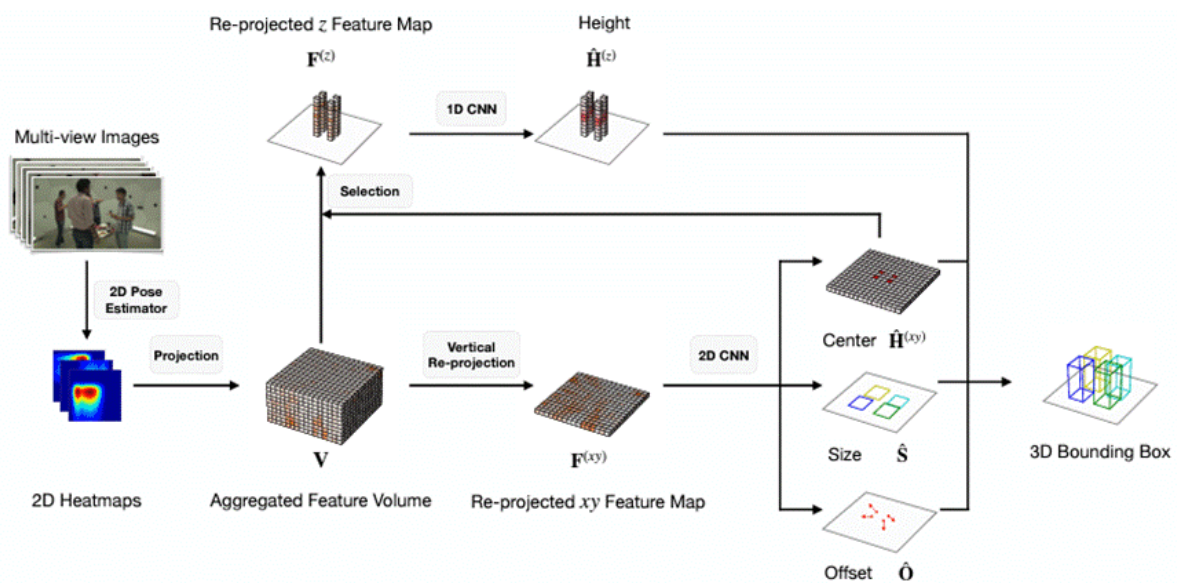 Re-projected z Feature Map
F^(z)
Height
Ĥ^(z)
1D CNN
Multi-view Images
Selection
2D Pose
Estimator
Projection
Vertical
Re-projection
2D CNN
Center Ĥ^(xy)
V
F^(xy)
Size Ŝ
3D Bounding Box
2D Heatmaps
Aggregated Feature Volume
Re-projected xy Feature Map
Offset Ô